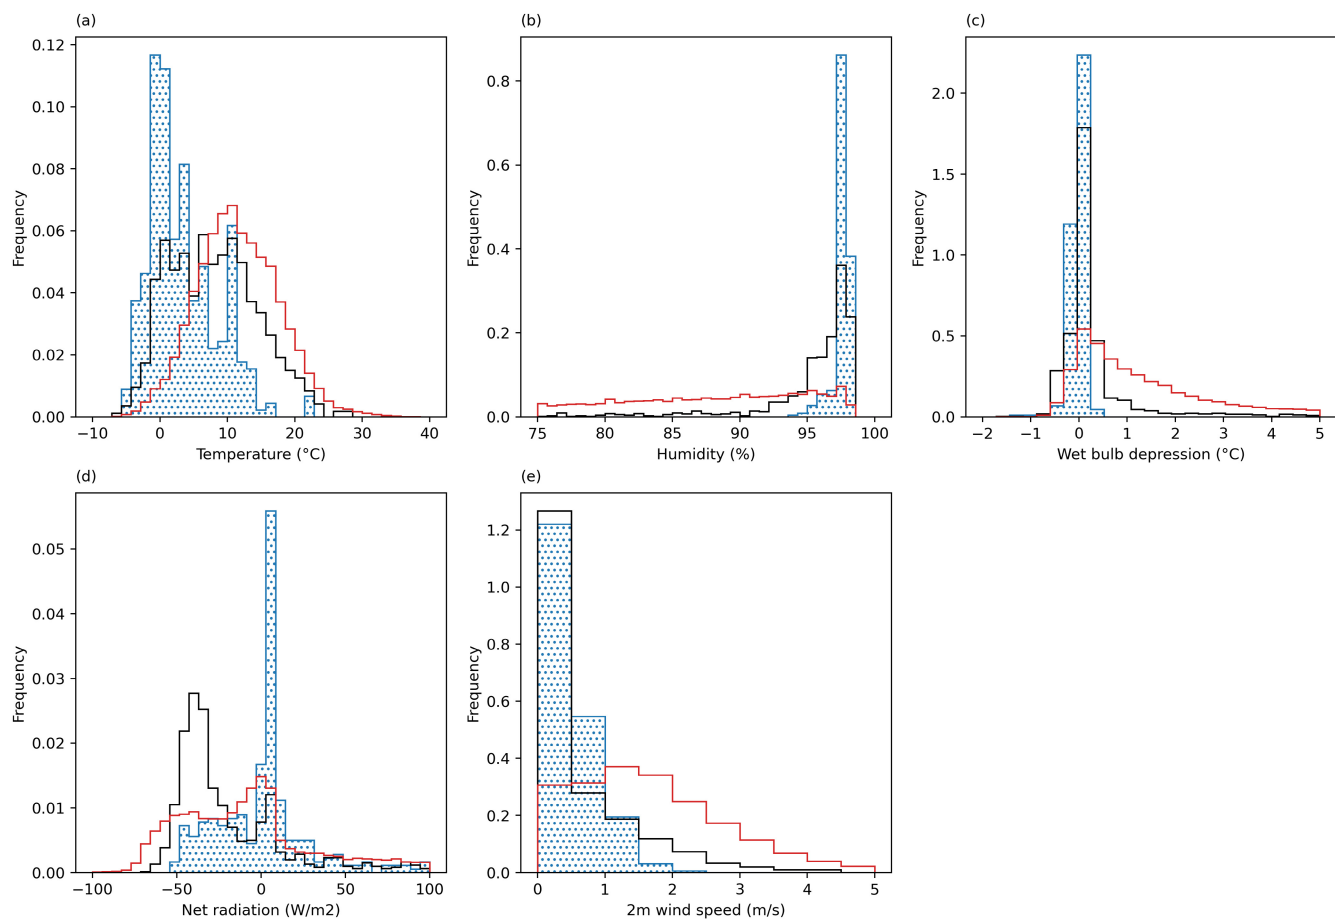 (a)
Frequency
0.12
0.10
0.08
0.06
0.04
0.02
0.00
−10 0 10 20 30 40
Temperature (°C)
(b)
Frequency
0.8
0.6
0.4
0.2
0.0
75 80 85 90 95 100
Humidity (%)
(c)
Frequency
2.0
1.5
1.0
0.5
0.0
−2 −1 0 1 2 3 4 5
Wet bulb depression (°C)
(d)
Frequency
0.05
0.04
0.03
0.02
0.01
0.00
−100 −50 0 50 100
Net radiation (W/m2)
(e)
Frequency
1.2
1.0
0.8
0.6
0.4
0.2
0.0
0 1 2 3 4 5
2m wind speed (m/s)